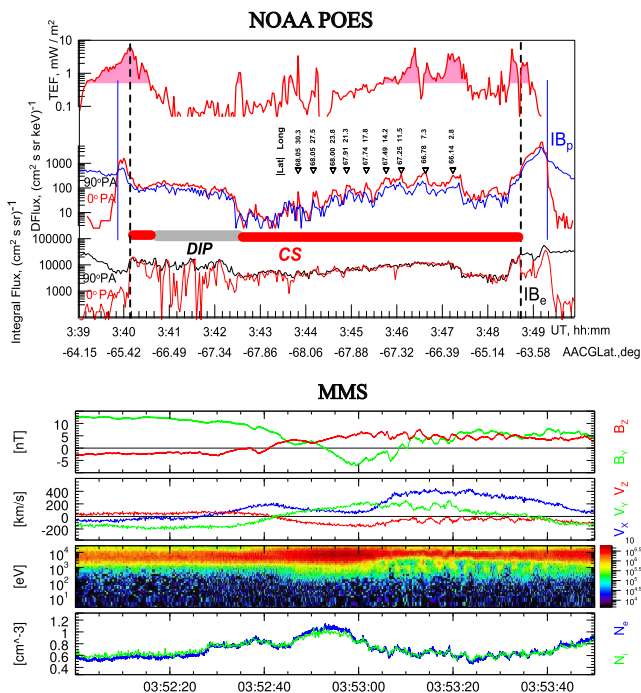 NOAA POES
TEF, mW / m²
10
1
0.1
|Lat| Long
68.05 30.3
68.05 27.5
68.00 23.8
67.91 21.3
67.74 17.8
67.49 14.2
67.25 11.5
66.78 7.3
66.14 2.8
IBp
DFlux, (cm² s sr keV)⁻¹
1000
100
10
90°PA
0°PA
DIP
CS
Integral Flux, (cm² s sr)⁻¹
100000
10000
1000
90°PA
0°PA
IBe
3:39 3:40 3:41 3:42 3:43 3:44 3:45 3:46 3:47 3:48 3:49 UT, hh:mm
-64.15 -65.42 -66.49 -67.34 -67.86 -68.06 -67.88 -67.32 -66.39 -65.14 -63.58 AACGLat.,deg
MMS
[nT]
10
5
0
-5
BZ
BY
[km/s]
400
200
0
-200
VZ
VY
VX
[eV]
10⁴
10³
10²
10¹
10
10⁶·⁵
10⁶
10⁵·⁵
10⁵
10⁴·⁵
[cm^-3]
1.2
1.0
0.8
0.6
0.4
Ne
Ni
03:52:20 03:52:40 03:53:00 03:53:20 03:53:40